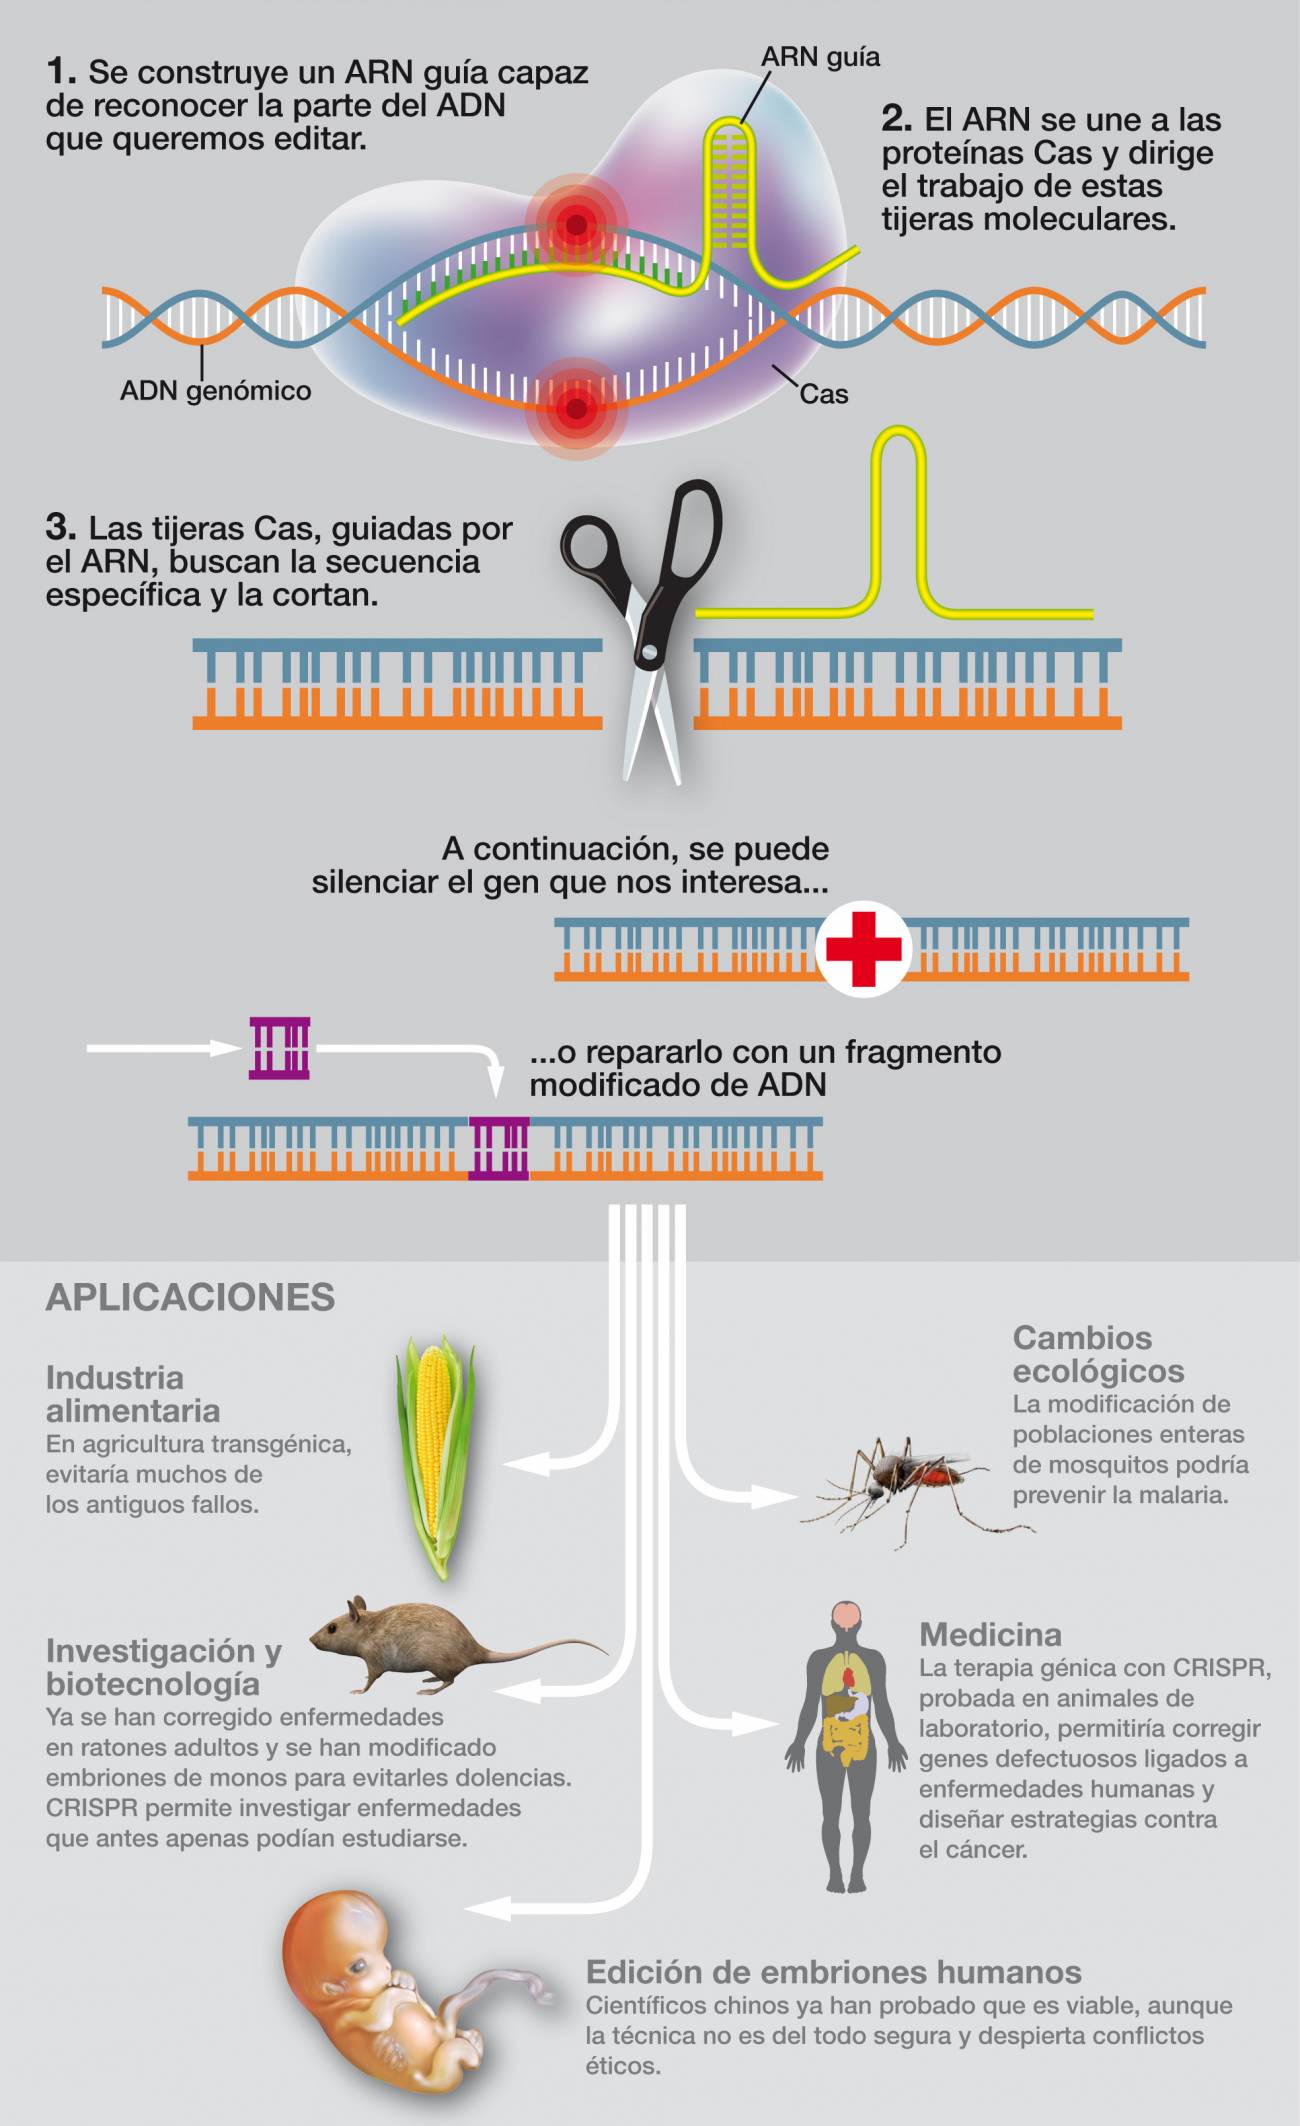 1. Se construye un ARN guía capaz
de reconocer la parte del ADN
que queremos editar.
ARN guía
2. El ARN se une a las
proteínas Cas y dirige
el trabajo de estas
tijeras moleculares.
ADN genómico
Cas
3. Las tijeras Cas, guiadas por
el ARN, buscan la secuencia
específica y la cortan.
A continuación, se puede
silenciar el gen que nos interesa...
...o repararlo con un fragmento
modificado de ADN
APLICACIONES
Industria
alimentaria
En agricultura transgénica,
evitaría muchos de
los antiguos fallos.
Cambios
ecológicos
La modificación de
poblaciones enteras
de mosquitos podría
prevenir la malaria.
Investigación y
biotecnología
Ya se han corregido enfermedades
en ratones adultos y se han modificado
embriones de monos para evitarles dolencias.
CRISPR permite investigar enfermedades
que antes apenas podían estudiarse.
Medicina
La terapia génica con CRISPR,
probada en animales de
laboratorio, permitiría corregir
genes defectuosos ligados a
enfermedades humanas y
diseñar estrategias contra
el cáncer.
Edición de embriones humanos
Científicos chinos ya han probado que es viable, aunque
la técnica no es del todo segura y despierta conflictos
éticos.